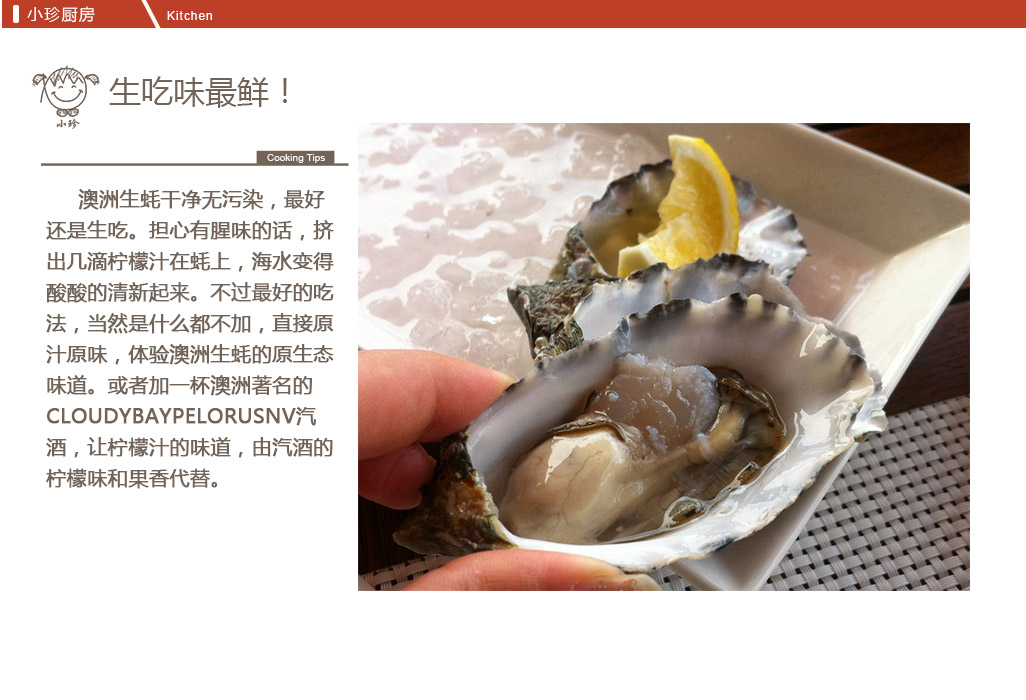 小珍厨房
Kitchen
生吃味最鲜！
小珍
Cooking Tips
澳洲生蚝干净无污染，最好
还是生吃。担心有腥味的话，挤
出几滴柠檬汁在蚝上，海水变得
酸酸的清新起来。不过最好的吃
法，当然是什么都不加，直接原
汁原味，体验澳洲生蚝的原生态
味道。或者加一杯澳洲著名的
CLOUDYBAYPELORUSNV汽
酒，让柠檬汁的味道，由汽酒的
柠檬味和果香代替。